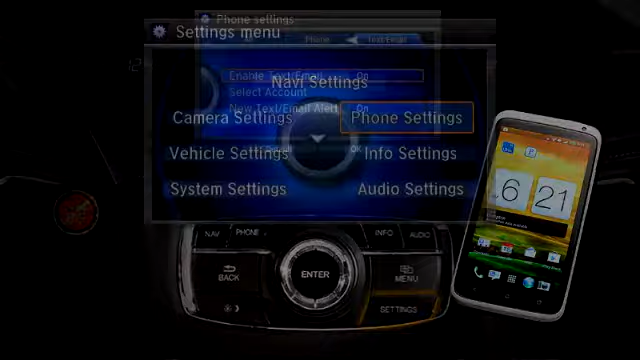 Phone settings
Settings menu
Phone
Text/Email
Enable Text/Email
On
Navi Settings
Select Account
New Text/Email Alert
On
Camera Settings
Phone Settings
Vehicle Settings
OK
Info Settings
System Settings
Audio Settings
NAV
PHONE
INFO
AUDIO
6
21
BACK
ENTER
MENU
SETTINGS